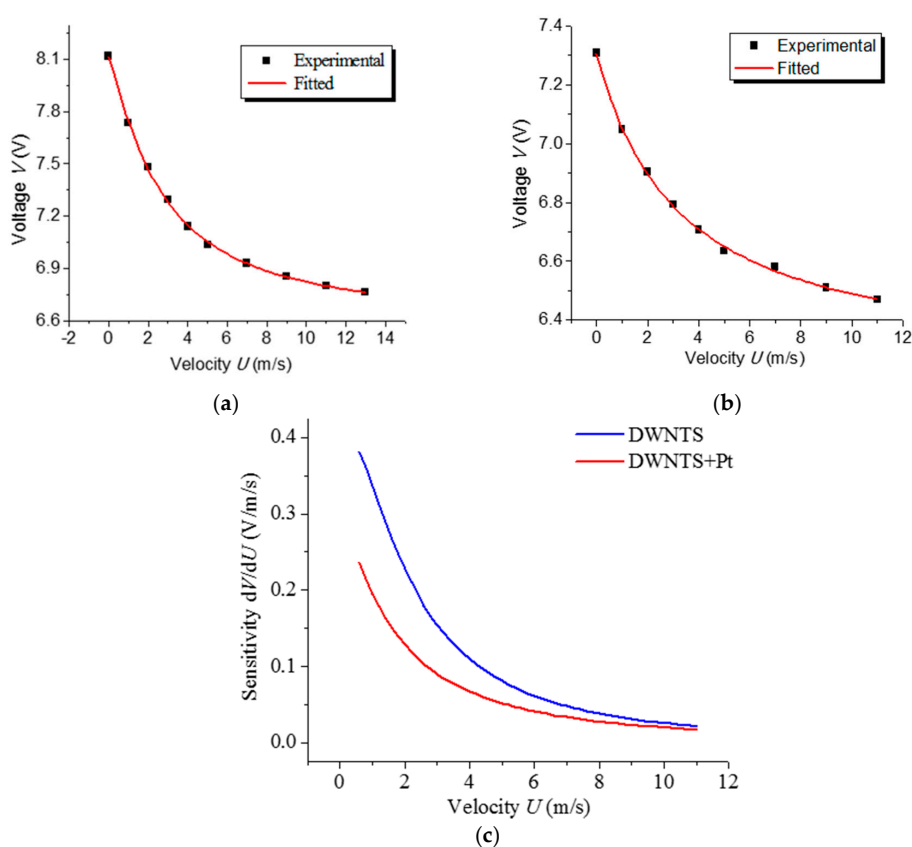 8.1
7.8
7.5
7.2
6.9
6.6
Voltage V (V)
Experimental
Fitted
-2 0 2 4 6 8 10 12 14
Velocity U (m/s)
(a)
7.4
7.2
7.0
6.8
6.6
6.4
Voltage V (V)
Experimental
Fitted
0 2 4 6 8 10 12
Velocity U (m/s)
(b)
0.4
0.3
0.2
0.1
0.0
Sensitivity dV/dU (V/m/s)
DWNTS
DWNTS+Pt
0 2 4 6 8 10 12
Velocity U (m/s)
(c)